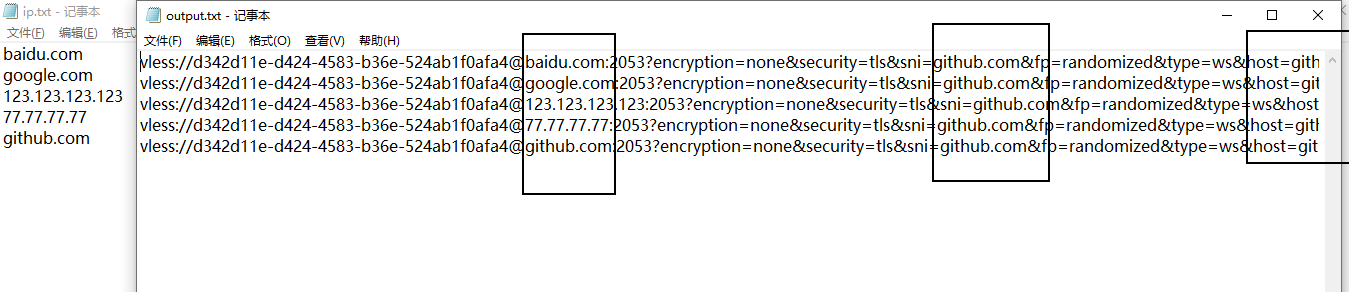 ip.txt - 记事本
文件(F) 编辑(E) 格式
baidu.com
google.com
123.123.123.123
77.77.77.77
github.com
output.txt - 记事本
文件(F) 编辑(E) 格式(O) 查看(V) 帮助(H)
vless://d342d11e-d424-4583-b36e-524ab1f0afa4@baidu.com:2053?encryption=none&security=tls&sni=github.com&fp=randomized&type=ws&host=gith
vless://d342d11e-d424-4583-b36e-524ab1f0afa4@google.com:2053?encryption=none&security=tls&sni=github.com&fp=randomized&type=ws&host=git
vless://d342d11e-d424-4583-b36e-524ab1f0afa4@123.123.123.123:2053?encryption=none&security=tls&sni=github.com&fp=randomized&type=ws&host
vless://d342d11e-d424-4583-b36e-524ab1f0afa4@77.77.77.77:2053?encryption=none&security=tls&sni=github.com&fp=randomized&type=ws&host=gith
vless://d342d11e-d424-4583-b36e-524ab1f0afa4@github.com:2053?encryption=none&security=tls&sni=github.com&fp=randomized&type=ws&host=git